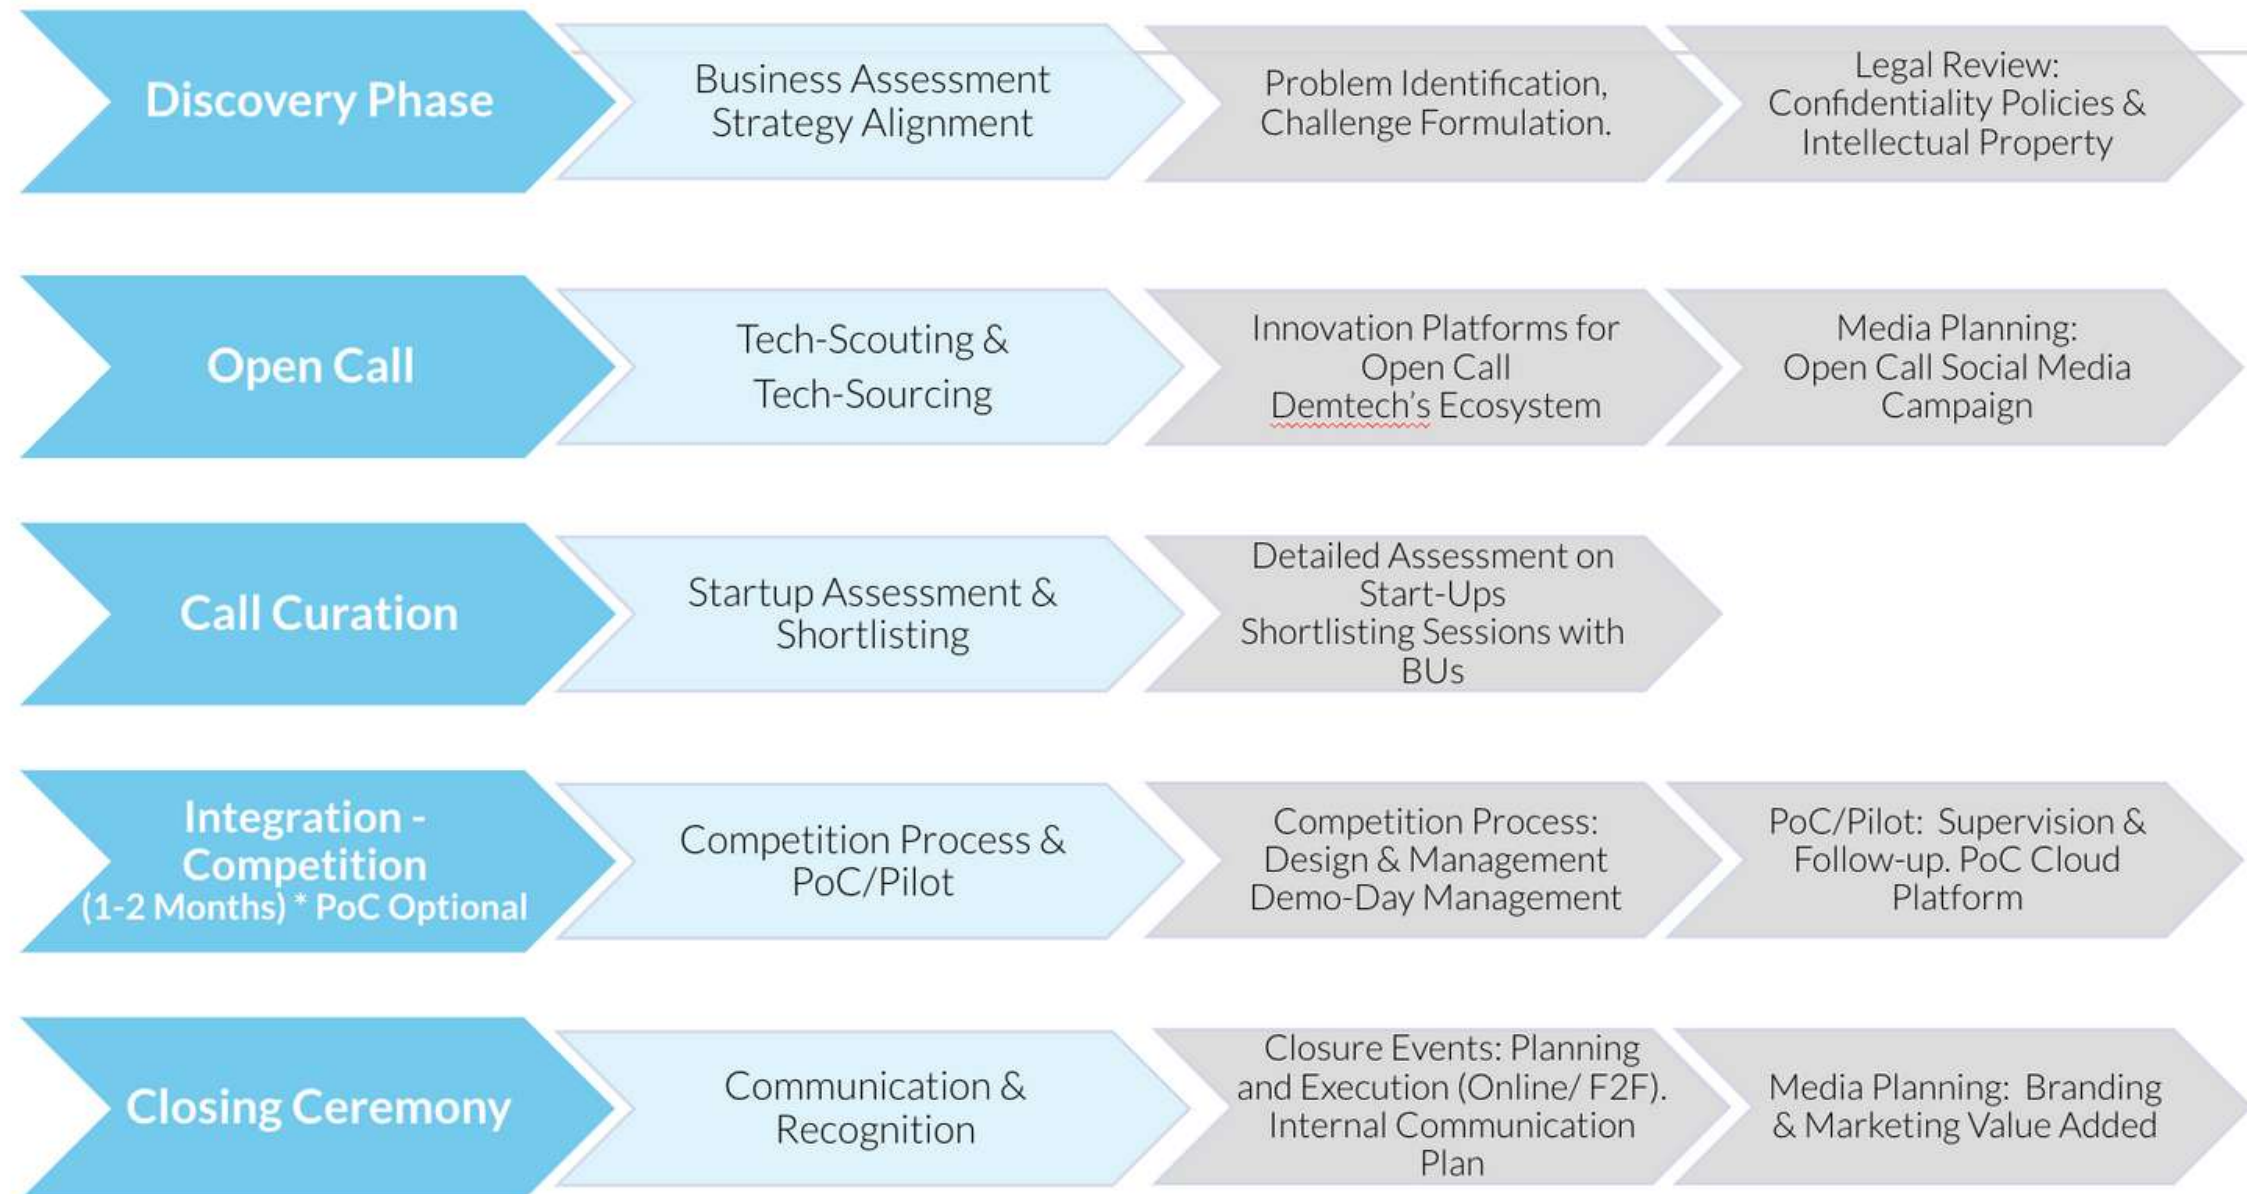 Discovery Phase
Business Assessment
Strategy Alignment
Problem Identification,
Challenge Formulation.
Legal Review:
Confidentiality Policies &
Intellectual Property
Open Call
Tech-Scouting &
Tech-Sourcing
Innovation Platforms for
Open Call
Demtech's Ecosystem
Media Planning:
Open Call Social Media
Campaign
Call Curation
Startup Assessment &
Shortlisting
Detailed Assessment on
Start-Ups
Shortlisting Sessions with
BUs
Integration -
Competition
(1-2 Months) * PoC Optional
Competition Process &
PoC/Pilot
Competition Process:
Design & Management
Demo-Day Management
PoC/Pilot: Supervision &
Follow-up. PoC Cloud
Platform
Closing Ceremony
Communication &
Recognition
Closure Events: Planning
and Execution (Online/ F2F).
Internal Communication
Plan
Media Planning: Branding
& Marketing Value Added